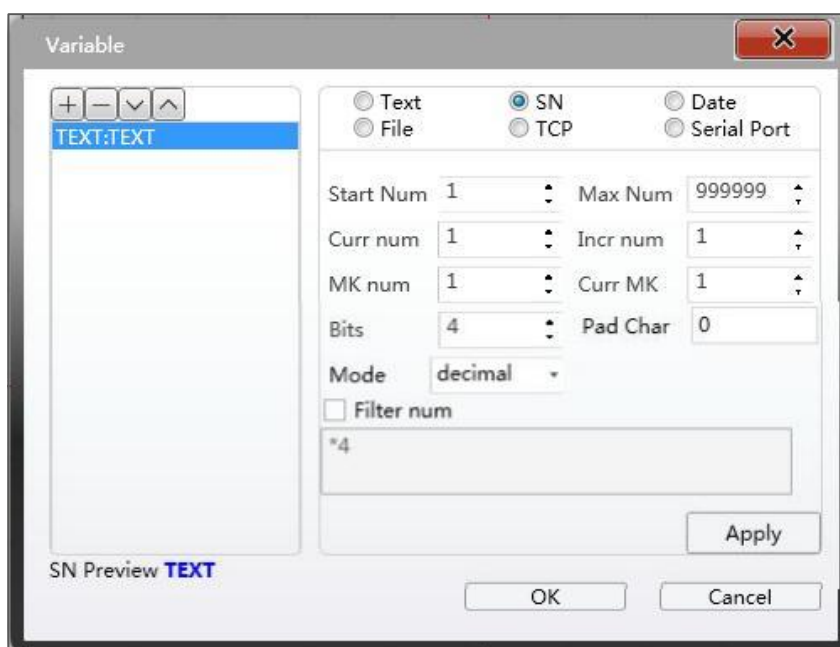 Variable
TEXT:TEXT
Text SN Date
File TCP Serial Port
Start Num 1 Max Num 999999
Curr num 1 Incr num 1
MK num 1 Curr MK 1
Bits 4 Pad Char 0
Mode decimal
Filter num
*4
Apply
SN Preview TEXT
OK Cancel